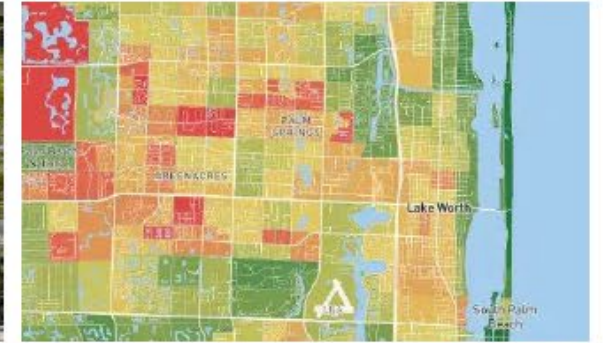 PALM
SPRINGS
GREENACRES
Lake Worth
South Palm
Beach